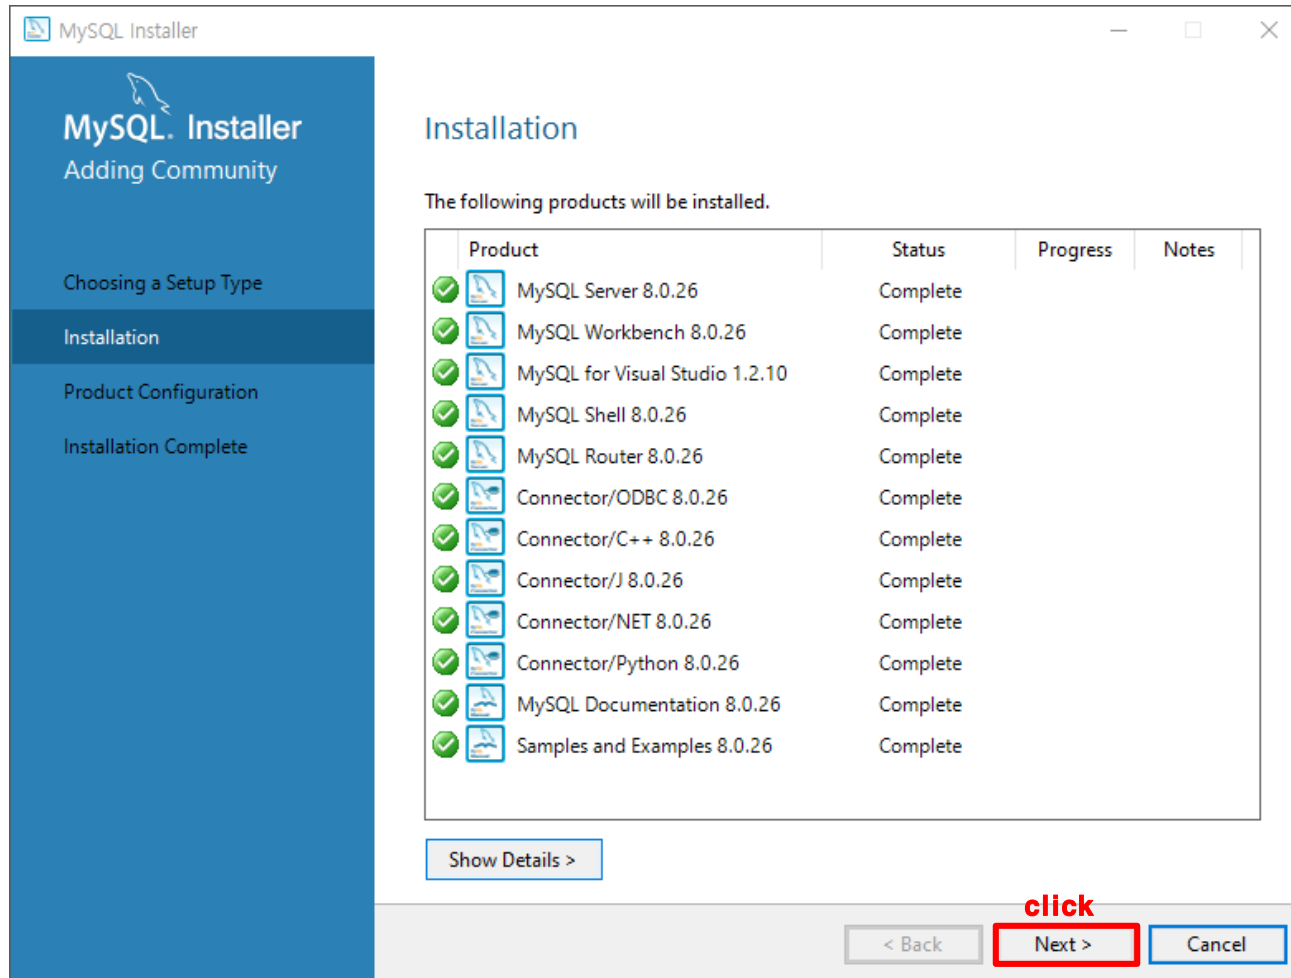 MySQL Installer
MySQL. Installer
Adding Community
Choosing a Setup Type
Installation
Product Configuration
Installation Complete
Installation
The following products will be installed.
Product Status Progress Notes
MySQL Server 8.0.26 Complete
MySQL Workbench 8.0.26 Complete
MySQL for Visual Studio 1.2.10 Complete
MySQL Shell 8.0.26 Complete
MySQL Router 8.0.26 Complete
Connector/ODBC 8.0.26 Complete
Connector/C++ 8.0.26 Complete
Connector/J 8.0.26 Complete
Connector/NET 8.0.26 Complete
Connector/Python 8.0.26 Complete
MySQL Documentation 8.0.26 Complete
Samples and Examples 8.0.26 Complete
Show Details >
click
< Back Next > Cancel